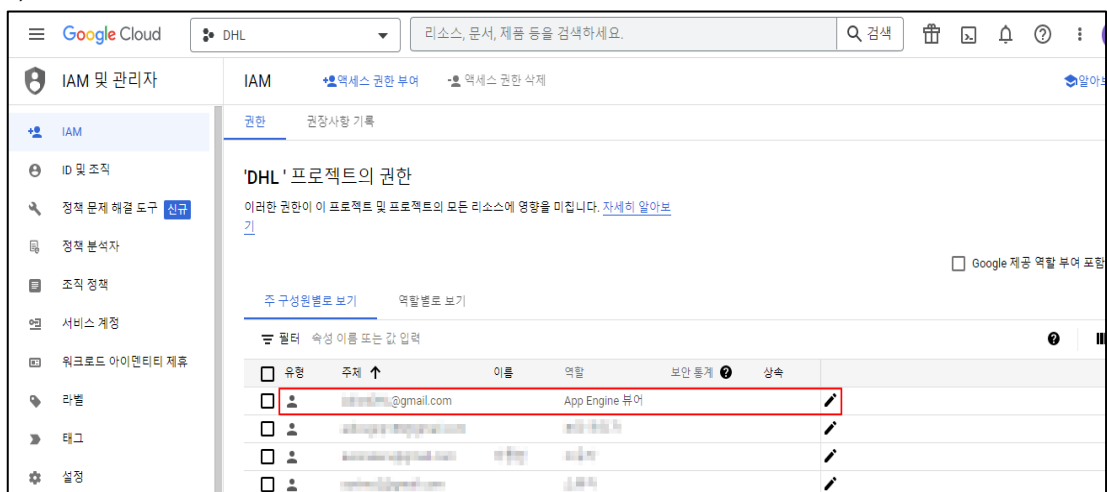 Google Cloud DHL 리소스, 문서, 제품 등을 검색하세요. 검색
IAM 및 관리자 IAM 액세스 권한 부여 액세스 권한 삭제
IAM 권한 권장사항 기록
ID 및 조직
'DHL ' 프로젝트의 권한
정책 문제 해결 도구 신규 이러한 권한이 이 프로젝트 및 프로젝트의 모든 리소스에 영향을 미칩니다. 자세히 알아보
기
정책 분석자
Google 제공 역할 부여 포함
조직 정책
주 구성원별로 보기 역할별로 보기
서비스 계정
필터 속성 이름 또는 값 입력
워크로드 아이덴티티 제휴
유형 주체 이름 역할 보안 통계 상속
라벨 @gmail.com App Engine 뷰어
태그
설정